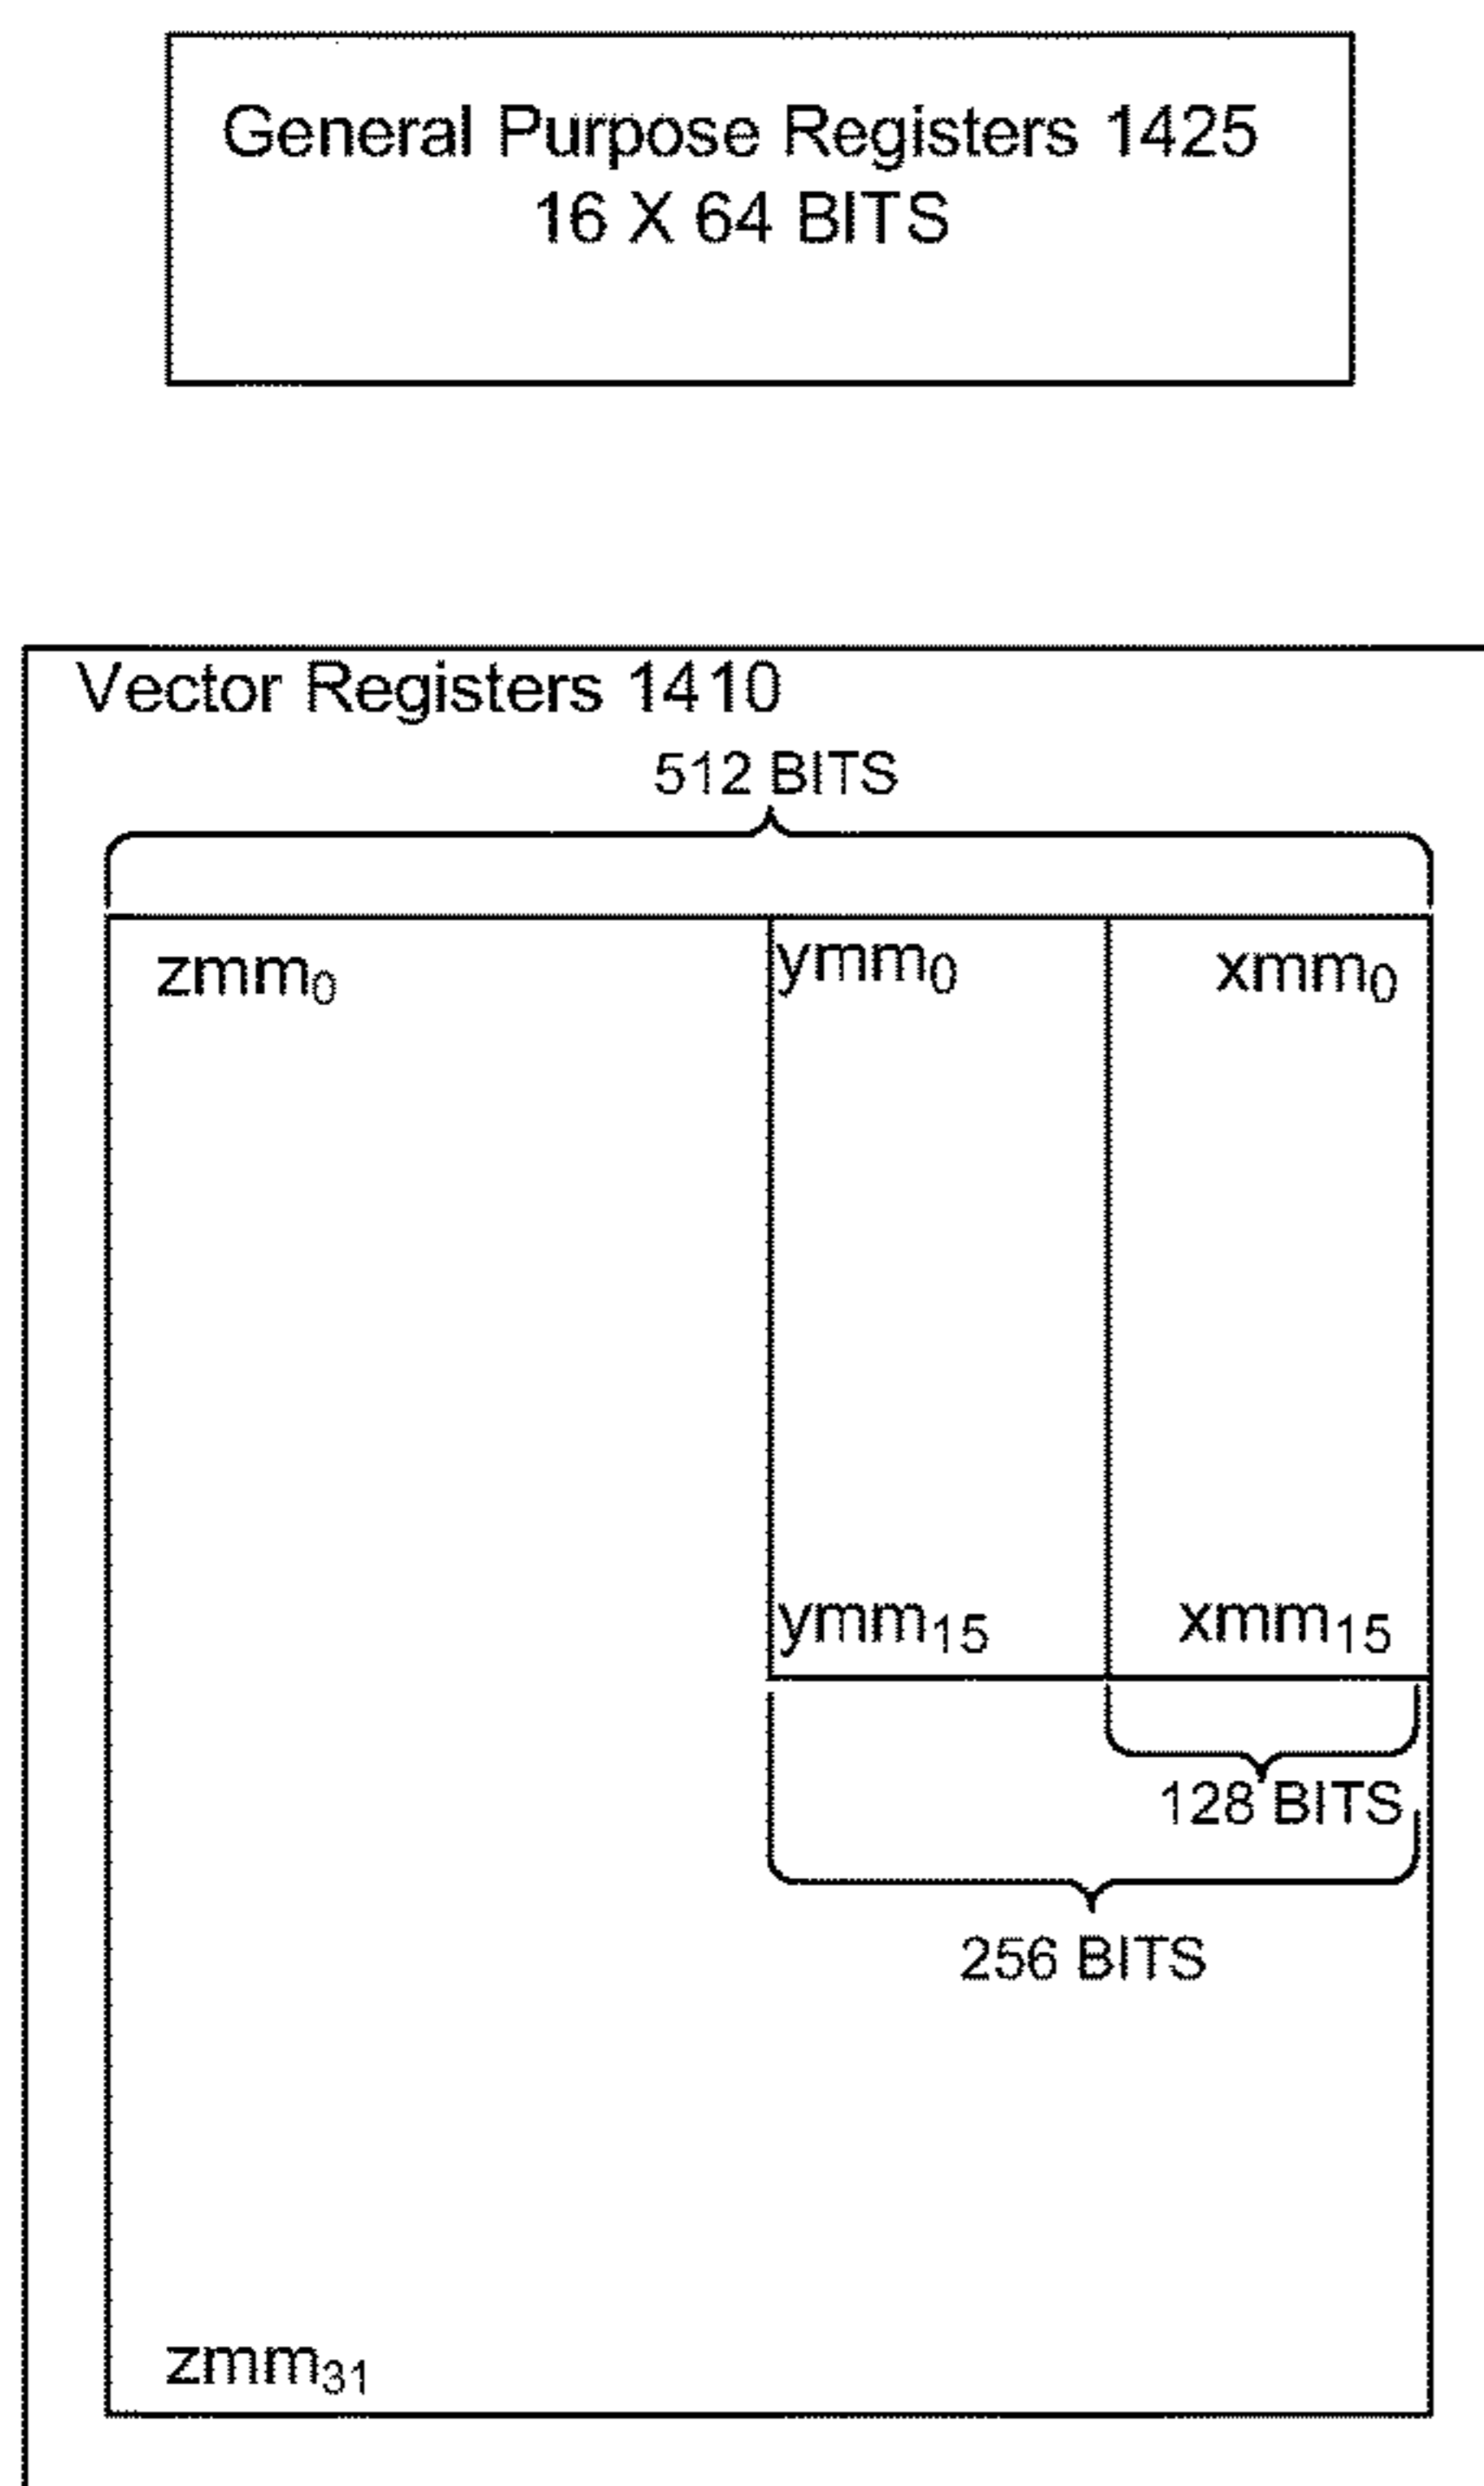 General Purpose Registers 1425
16 X 64 BITS
Vector Registers 1410
512 BITS
zmm₀ ymm₀ xmm₀
ymm₁₅ xmm₁₅
128 BITS
256 BITS
zmm₃₁